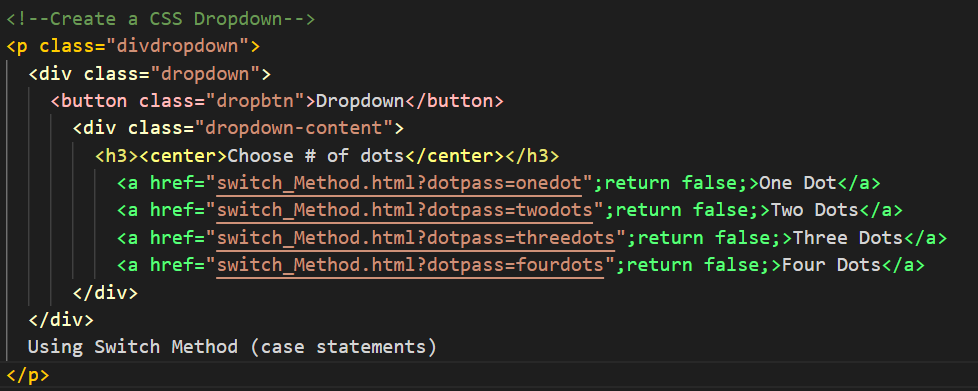 <!--Create a CSS Dropdown-->
<p class="divdropdown">
<div class="dropdown">
<button class="dropbtn">Dropdown</button>
<div class="dropdown-content">
<h3><center>Choose # of dots</center></h3>
<a href="switch_Method.html?dotpass=onedot";return false;>One Dot</a>
<a href="switch_Method.html?dotpass=twodots";return false;>Two Dots</a>
<a href="switch_Method.html?dotpass=threedots";return false;>Three Dots</a>
<a href="switch_Method.html?dotpass=fourdots";return false;>Four Dots</a>
</div>
</div>
Using Switch Method (case statements)
</p>